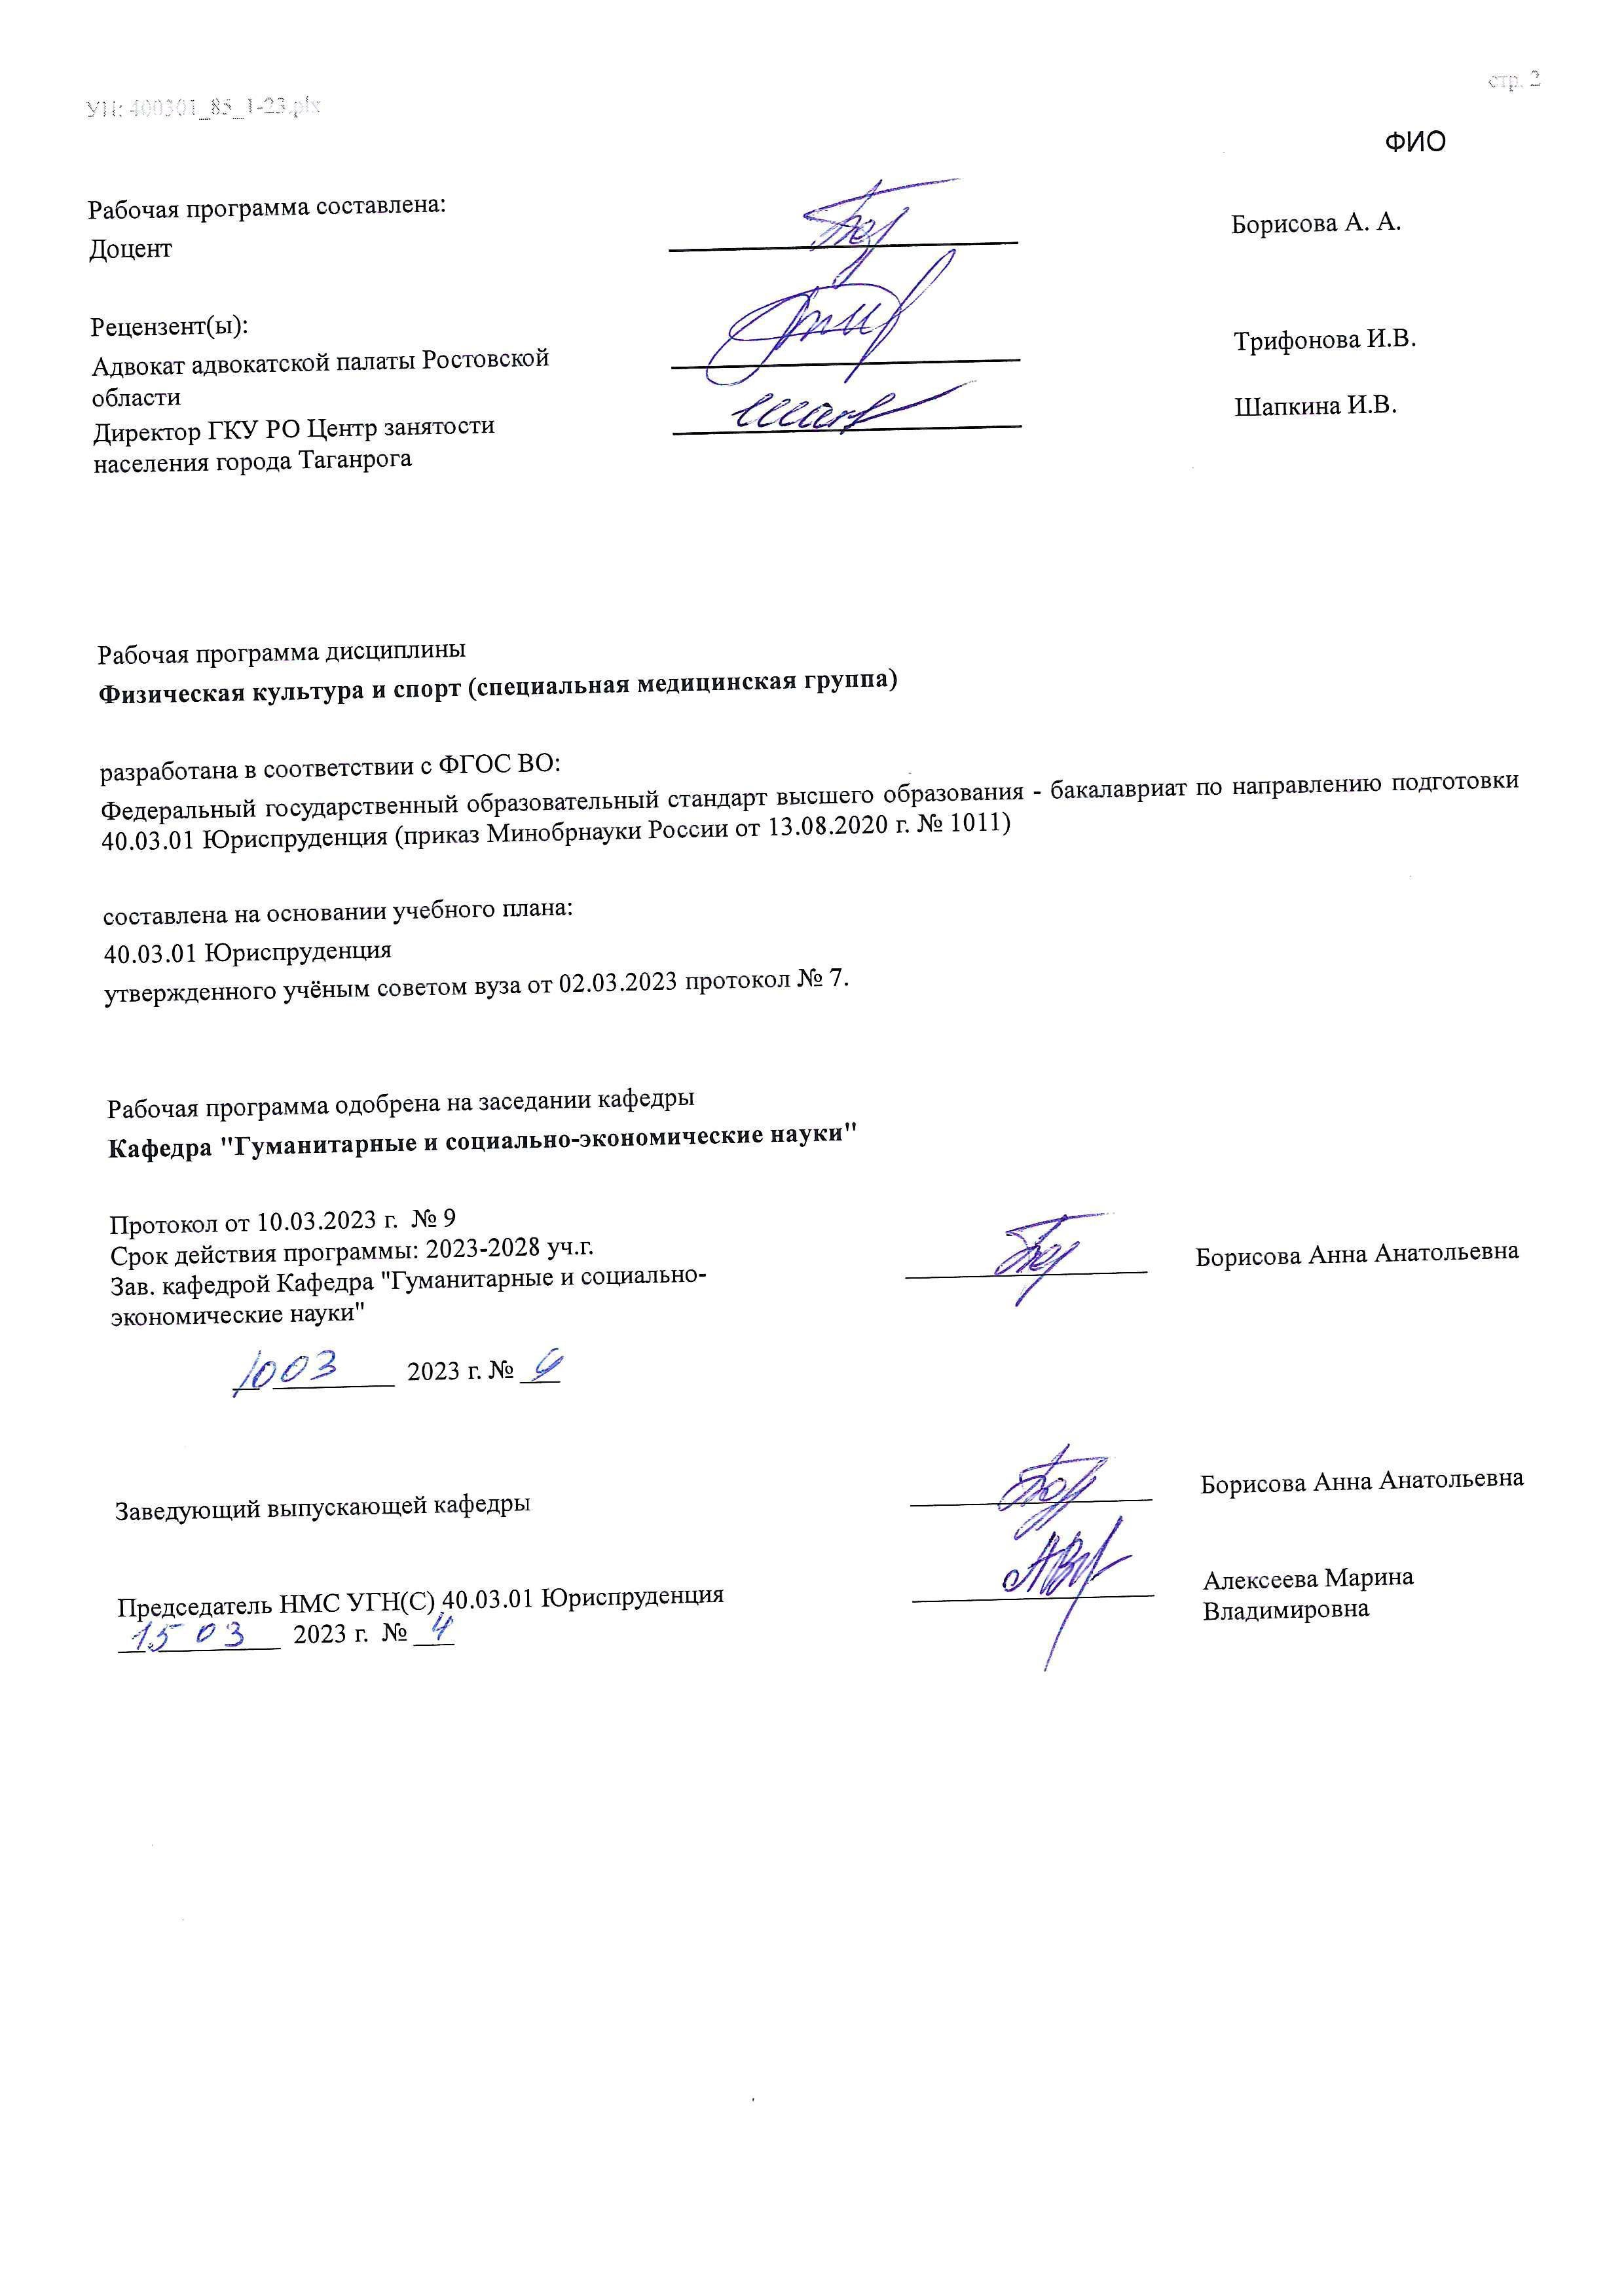 УП: 400301_85_1-23.plx
стр. 2
ФИО
Рабочая программа составлена:
Доцент
Борисова А. А.
Рецензент(ы):
Адвокат адвокатской палаты Ростовской
области
Трифонова И.В.
Директор ГКУ РО Центр занятости
населения города Таганрога
Шапкина И.В.
Рабочая программа дисциплины
Физическая культура и спорт (специальная медицинская группа)
разработана в соответствии с ФГОС ВО:
Федеральный государственный образовательный стандарт высшего образования - бакалавриат по направлению подготовки
40.03.01 Юриспруденция (приказ Минобрнауки России от 13.08.2020 г. № 1011)
составлена на основании учебного плана:
40.03.01 Юриспруденция
утвержденного учёным советом вуза от 02.03.2023 протокол № 7.
Рабочая программа одобрена на заседании кафедры
Кафедра "Гуманитарные и социально-экономические науки"
Протокол от 10.03.2023 г. № 9
Срок действия программы: 2023-2028 уч.г.
Зав. кафедрой Кафедра "Гуманитарные и социально-
экономические науки"
Борисова Анна Анатольевна
10 03 2023 г. №
Заведующий выпускающей кафедры
Борисова Анна Анатольевна
Председатель НМС УГН(С) 40.03.01 Юриспруденция
Алексеева Марина
Владимировна
15 03 2023 г. № 4